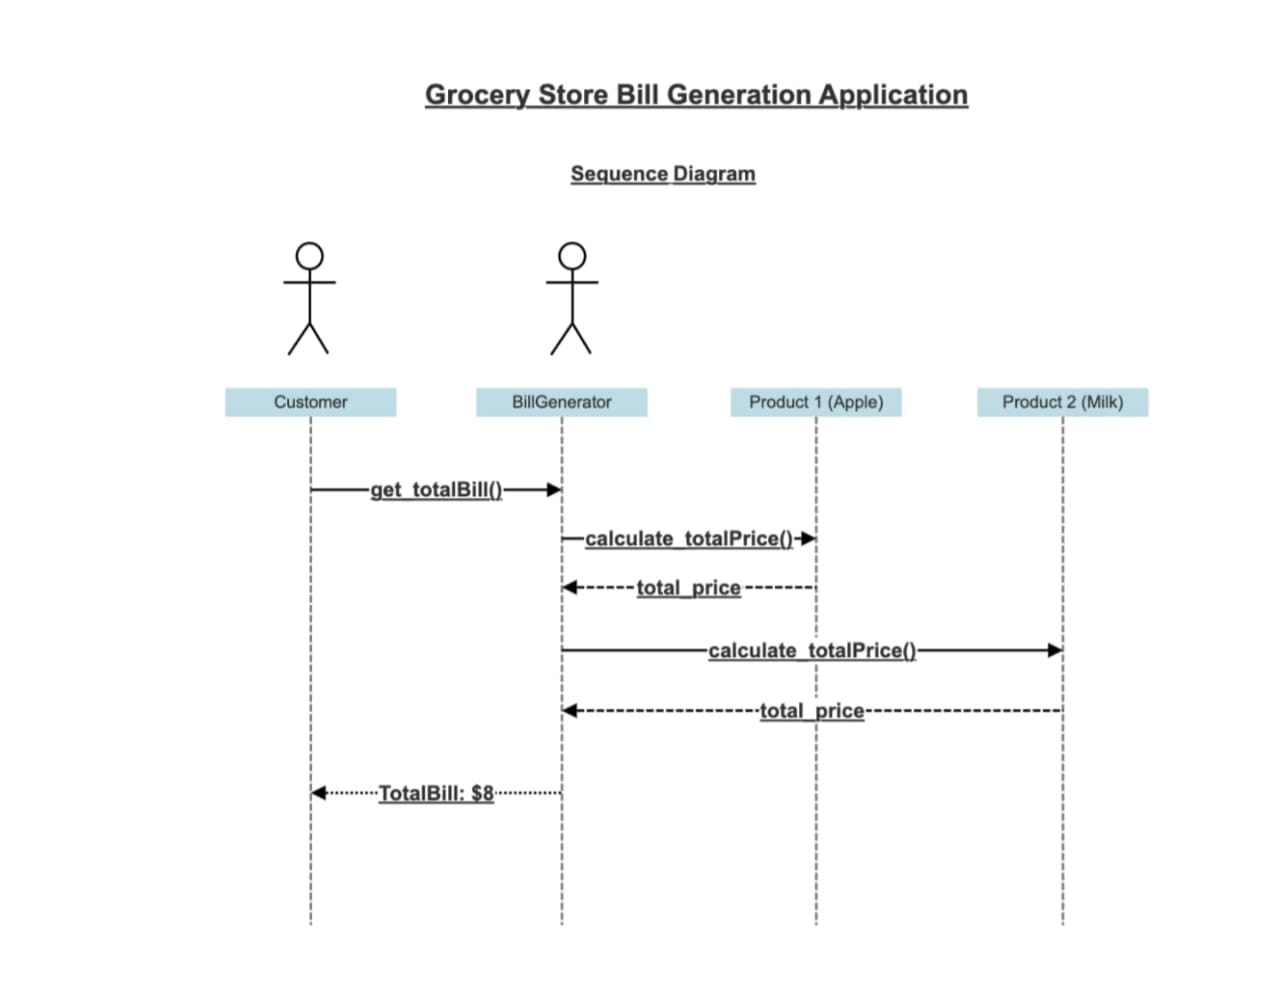 Grocery Store Bill Generation Application
Sequence Diagram
Customer
BillGenerator
Product 1 (Apple)
Product 2 (Milk)
get_totalBill()
calculate_totalPrice()
total_price
calculate_totalPrice()
total_price
TotalBill: $8